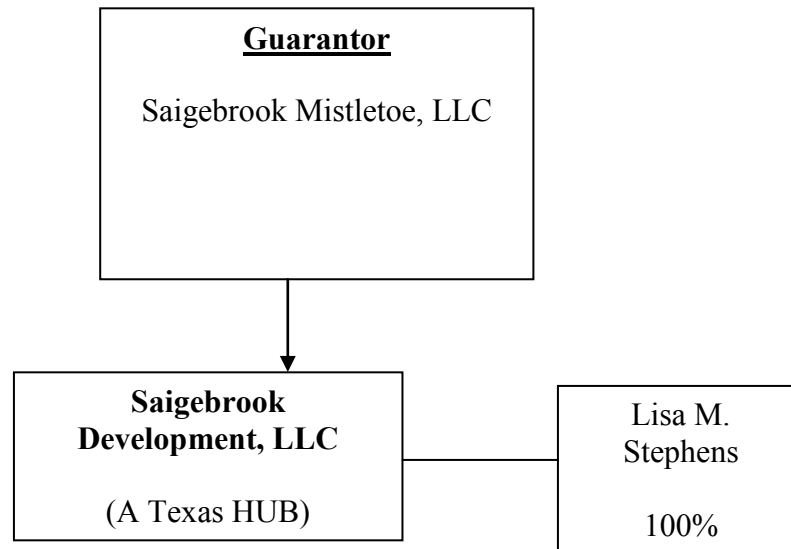 Guarantor
Saigebrook Mistletoe, LLC
Saigebrook
Development, LLC
(A Texas HUB)
Lisa M.
Stephens
100%